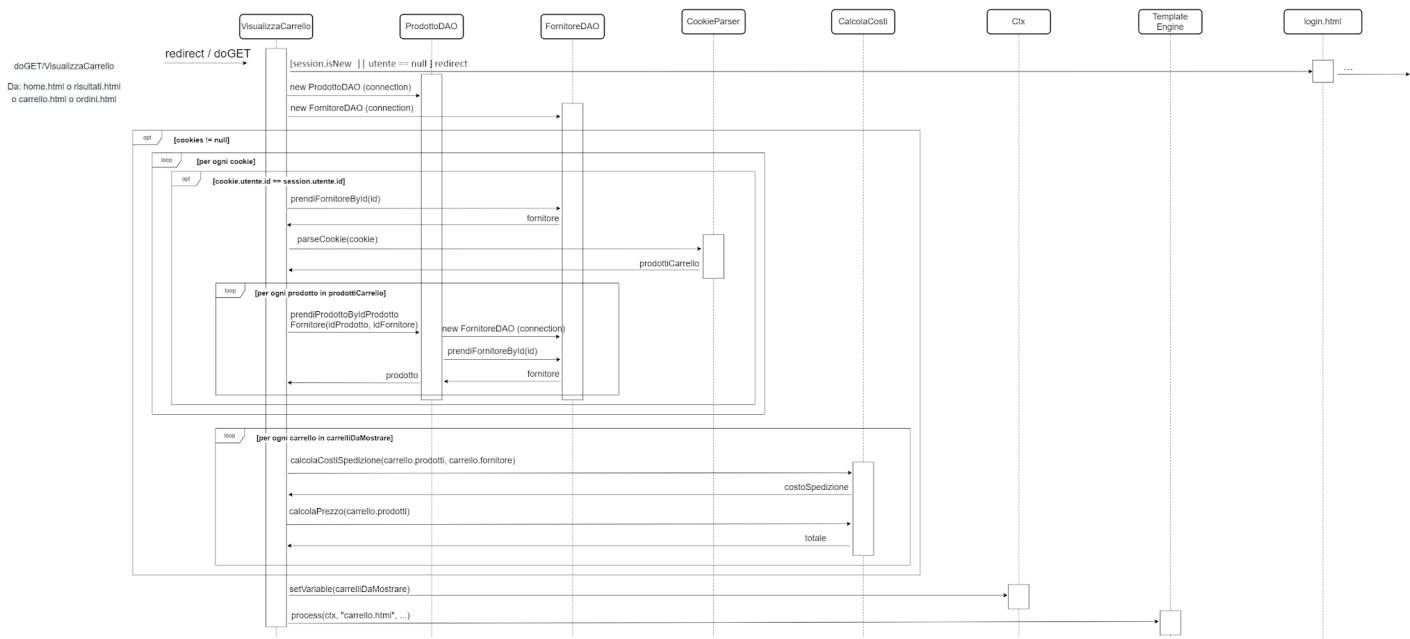 VisualizzaCarrello
ProdottoDAO
FornitoreDAO
CookieParser
CalcolaCosti
Ctx
Template
Engine
login.html
redirect / doGET
doGET/VisualizzaCarrello
Da: home.html o risultati.html
o carrello.html o ordini.html
[session.isNew || utente == null ] redirect
...
new ProdottoDAO (connection)
new FornitoreDAO (connection)
opt
[cookies != null]
loop
[per ogni cookie]
opt
[cookie.utente.id == session.utente.id]
prendiFornitoreById(id)
fornitore
parseCookie(cookie)
prodottiCarrello
loop
[per ogni prodotto in prodottiCarrello]
prendiProdottoByIdProdotto
Fornitore(idProdotto, idFornitore)
new FornitoreDAO (connection)
prendiFornitoreById(id)
fornitore
prodotto
loop
[per ogni carrello in carrelliDaMostrare]
calcolaCostiSpedizione(carrello.prodotti, carrello.fornitore)
costoSpedizione
calcolaPrezzo(carrello.prodotti)
totale
setVariable(carrelliDaMostrare)
process(ctx, "carrello.html", ...)